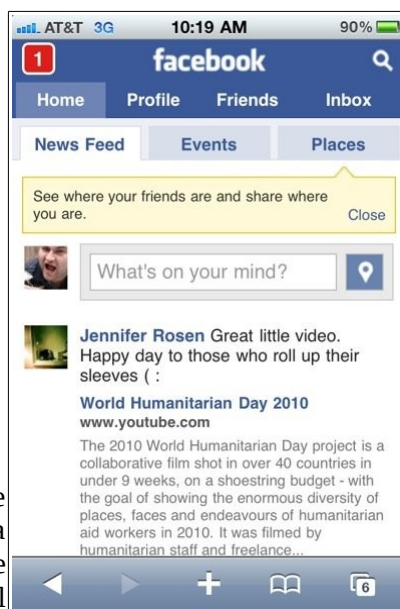 AT&T 3G 10:19 AM 90%
1 facebook
Home Profile Friends Inbox
News Feed Events Places
See where your friends are and share where
you are. Close
What's on your mind?
Jennifer Rosen Great little video.
Happy day to those who roll up their
sleeves ( :
World Humanitarian Day 2010
www.youtube.com
The 2010 World Humanitarian Day project is a
collaborative film shot in over 40 countries in
under 9 weeks, on a shoestring budget - with
the goal of showing the enormous diversity of
places, faces and endeavours of humanitarian
aid workers in 2010. It was filmed by
humanitarian staff and freelance...
6